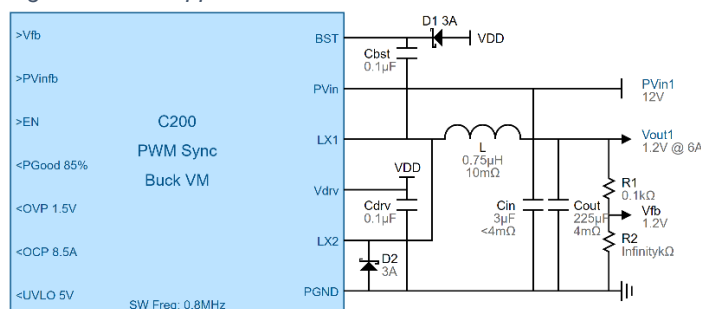 D1 3A
>Vfb
BST
VDD
Cbst
0.1µF
>PVinfb
PVin
PVin1
12V
>EN
C200
LX1
L
0.75µH
10mΩ
Vout1
1.2V @ 6A
PWM Sync
<PGood 85%
Buck VM
VDD
Vdrv
Cdrv
0.1µF
R1
0.1kΩ
Cin
3µF
<4mΩ
Cout
225µF
4mΩ
Vfb
1.2V
<OVP 1.5V
LX2
R2
InfinitykΩ
<OCP 8.5A
D2
3A
<UVLO 5V
PGND
SW Freq: 0.8MHz